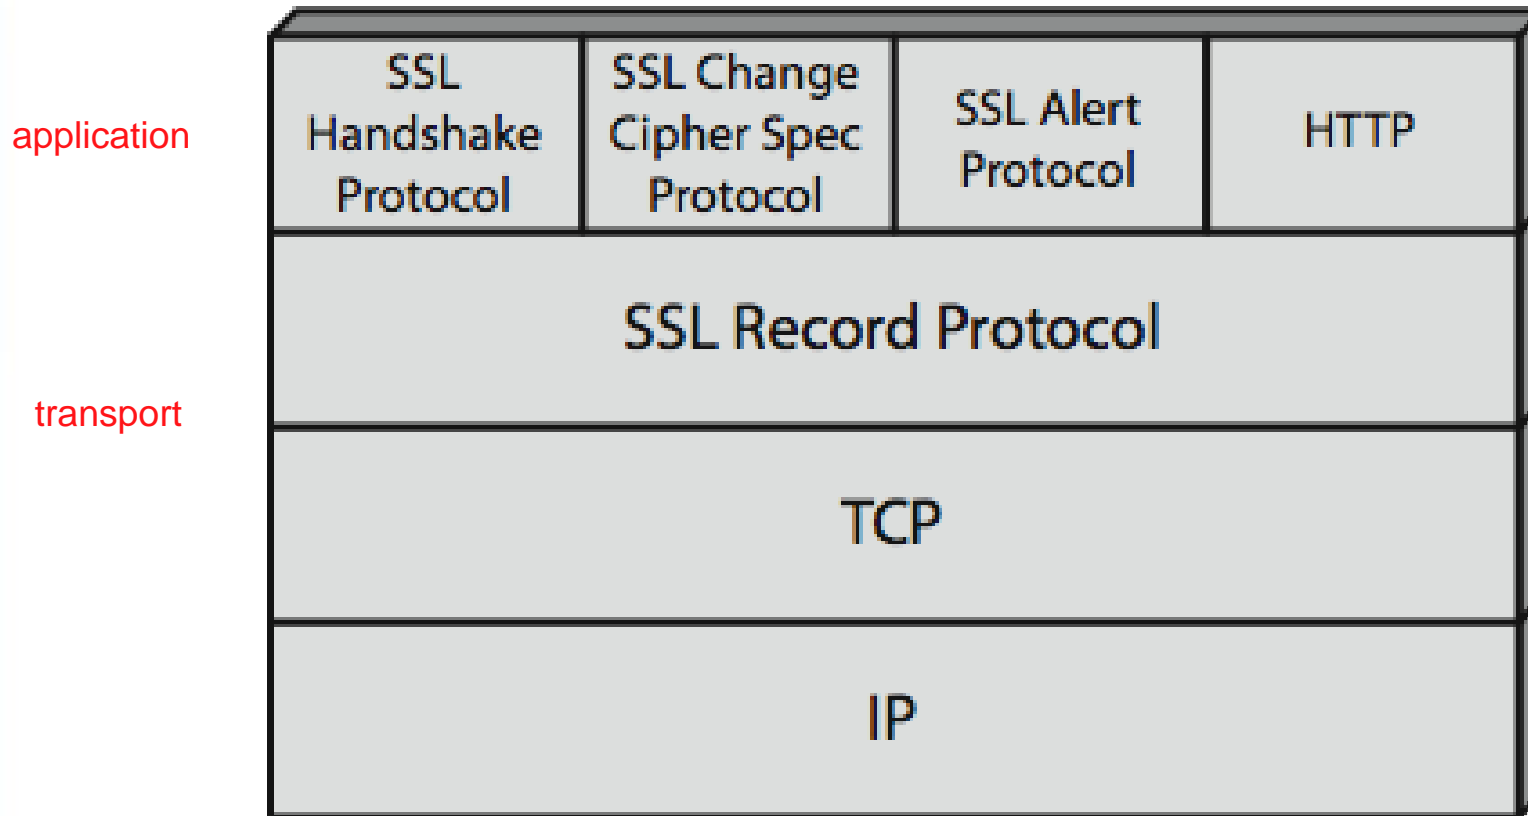 application
SSL
Handshake
Protocol
SSL Change
Cipher Spec
Protocol
SSL Alert
Protocol
HTTP
transport
SSL Record Protocol
TCP
IP